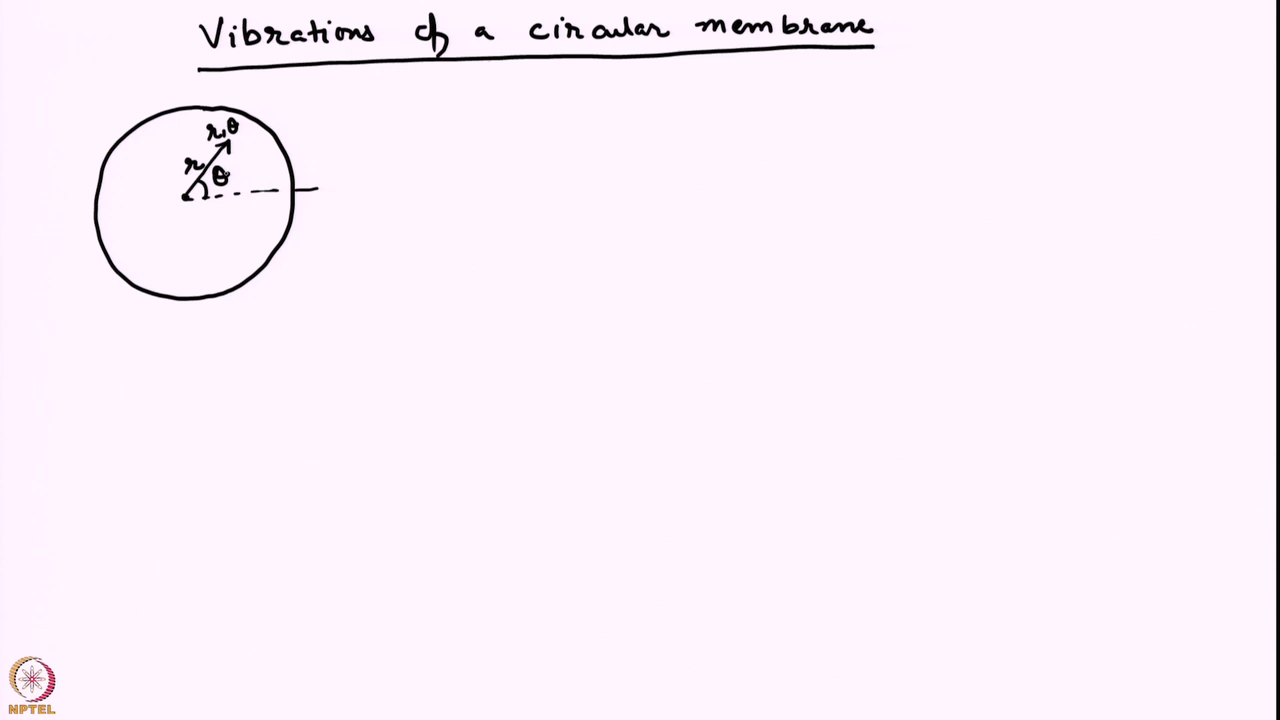 Vibrations of a circular membrane
r,θ
r
θ
NPTEL